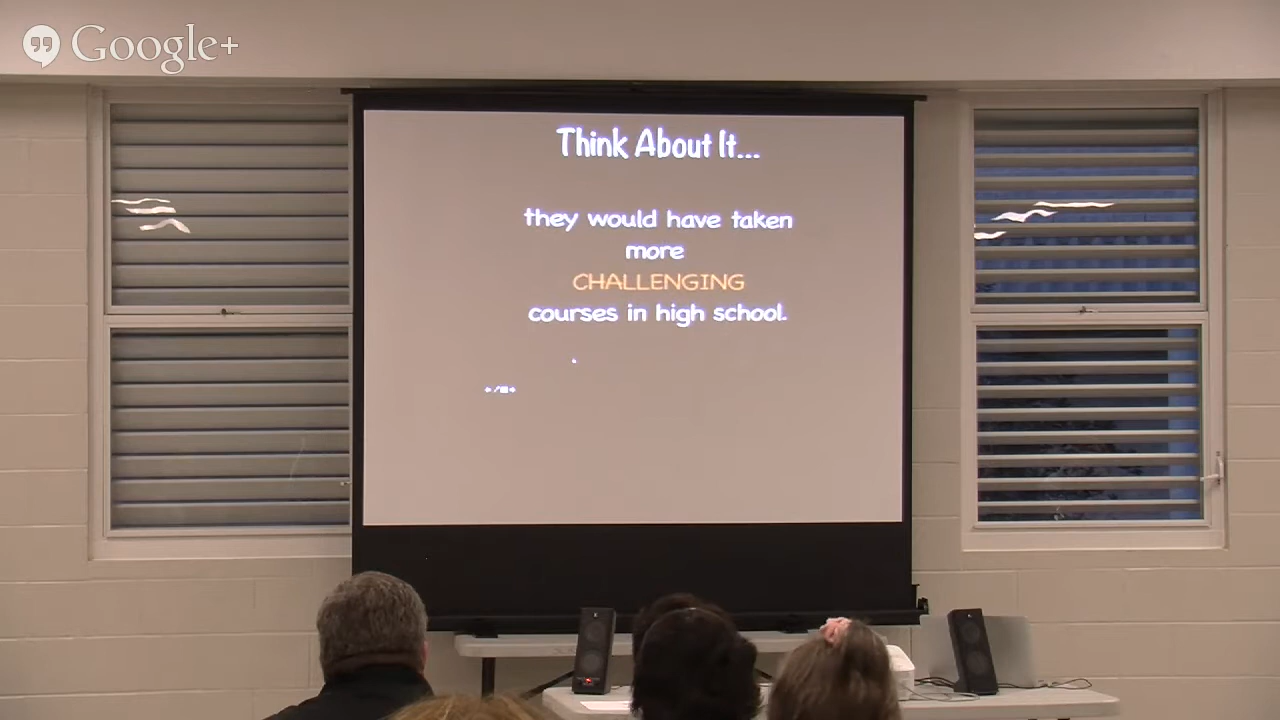 Google+
Think About It...
they would have taken
more
CHALLENGING
courses in high school.